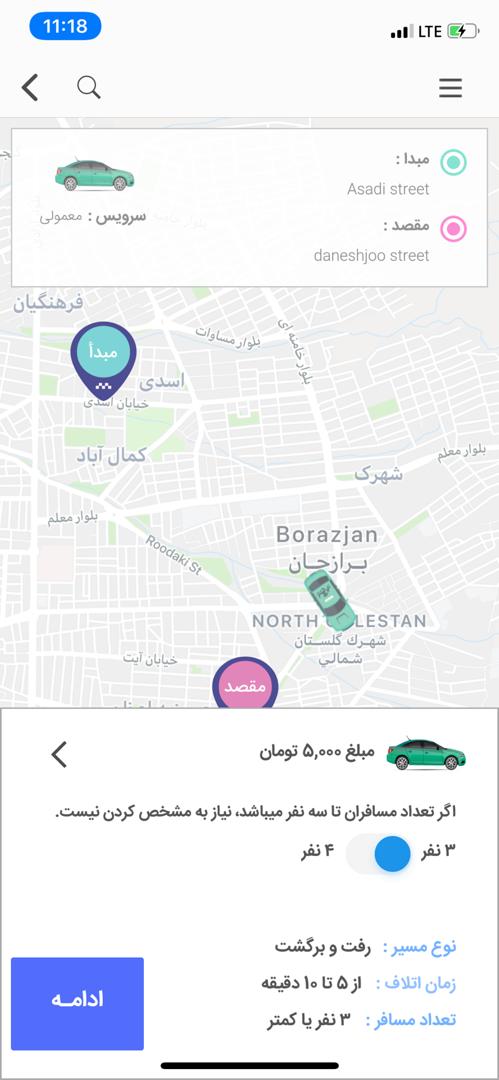 11:18
LTE
مبدا :
Asadi street
مقصد :
daneshjoo street
سرویس : معمولی
فرهنگیان
بلوار مساوات
بلوار خامنه ای
مبدأ
اسدی
خیابان اسدی
کمال آباد
بلوار معلم
شهرک
بلوار معلم
Roodaki St
Borazjan
برازجان
NORTH
شهرک گلستان
شمالي
خیابان آیت
مقصد
مبلغ ۵,۰۰۰ تومان
اگر تعداد مسافران تا سه نفر میباشد، نیاز به مشخص کردن نیست.
۳ نفر
۴ نفر
نوع مسیر : رفت و برگشت
زمان اتلاف : از ۵ تا ۱۰ دقیقه
تعداد مسافر : ۳ نفر یا کمتر
ادامه